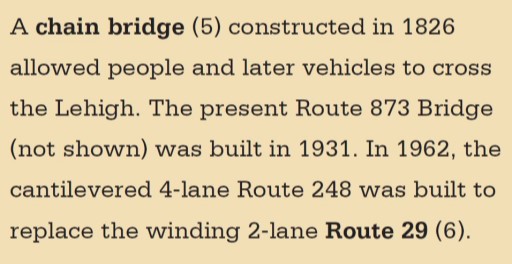 A chain bridge (5) constructed in 1826
allowed people and later vehicles to cross
the Lehigh. The present Route 873 Bridge
(not shown) was built in 1931. In 1962, the
cantilevered 4-lane Route 248 was built to
replace the winding 2-lane Route 29 (6).